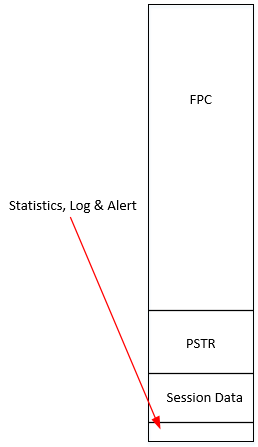 FPC
Statistics, Log & Alert
PSTR
Session Data